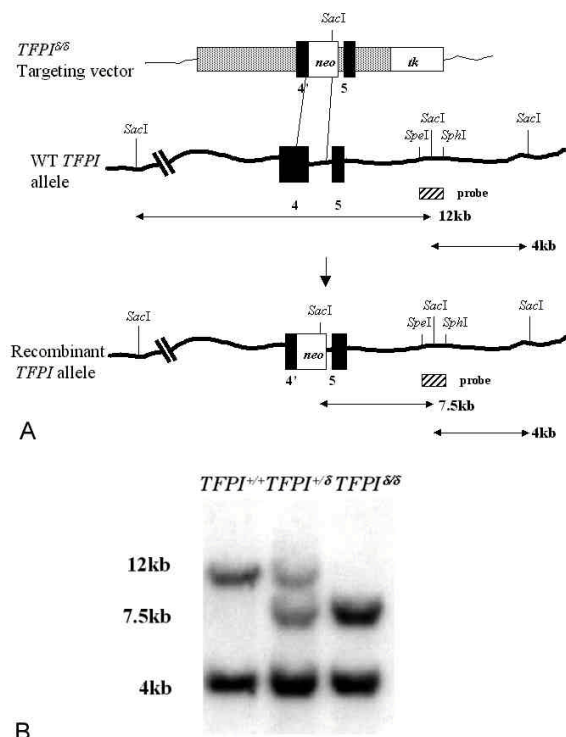 SacI
TFPIδ/δ
Targeting vector
neo
tk
4'
5
SacI
SacI
SpeI
SphI
SacI
WT TFPI
allele
probe
4
5
12kb
4kb
SacI
SacI
SacI
SpeI
SphI
SacI
Recombinant
TFPI allele
neo
4'
5
probe
7.5kb
4kb
A
TFPI+/+ TFPI+/δ TFPIδ/δ
12kb
7.5kb
4kb
B